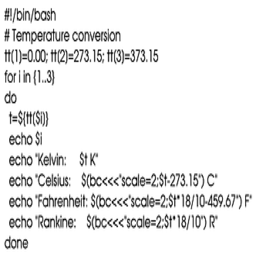 #!/bin/bash
# Temperature conversion
tt(1)=0.00; tt(2)=273.15; tt(3)=373.15
for i in {1..3}
do
t=${tt($i)}
echo $i
echo "Kelvin: $t K"
echo "Celsius: $(bc<<<"scale=2;$t-273.15") C"
echo "Fahrenheit: $(bc<<<"scale=2;$t*18/10-459.67") F"
echo "Rankine: $(bc<<<"scale=2;$t*18/10") R"
done